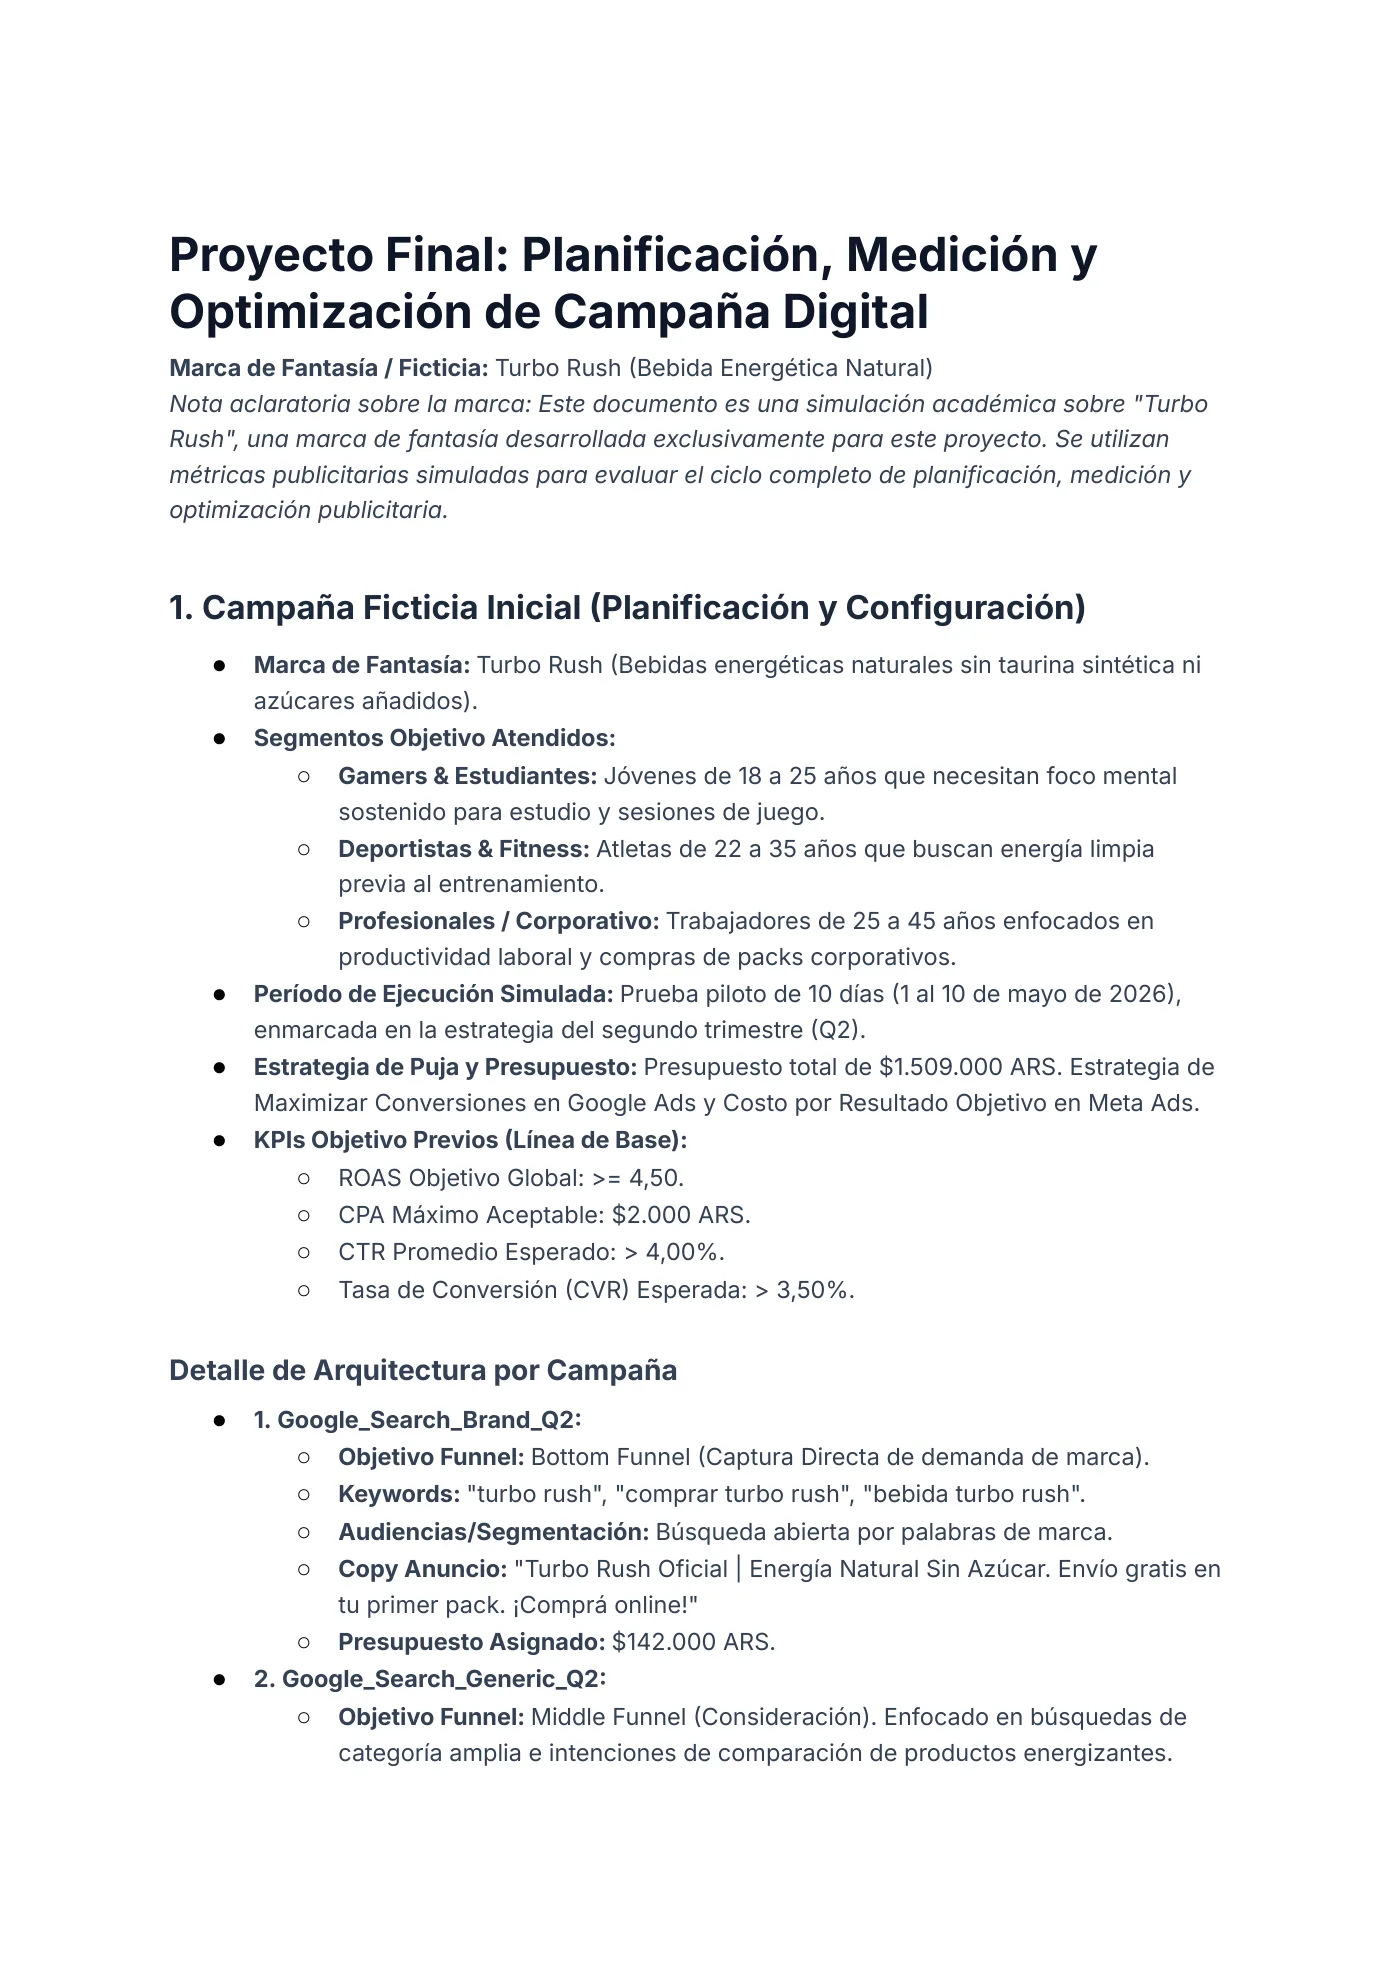 Proyecto Final: Planificación, Medición y
Optimización de Campaña Digital
Marca de Fantasía / Ficticia: Turbo Rush (Bebida Energética Natural)
Nota aclaratoria sobre la marca: Este documento es una simulación académica sobre "Turbo
Rush", una marca de fantasía desarrollada exclusivamente para este proyecto. Se utilizan
métricas publicitarias simuladas para evaluar el ciclo completo de planificación, medición y
optimización publicitaria.
1. Campaña Ficticia Inicial (Planificación y Configuración)
● Marca de Fantasía: Turbo Rush (Bebidas energéticas naturales sin taurina sintética ni
azúcares añadidos).
● Segmentos Objetivo Atendidos:
○ Gamers & Estudiantes: Jóvenes de 18 a 25 años que necesitan foco mental
sostenido para estudio y sesiones de juego.
○ Deportistas & Fitness: Atletas de 22 a 35 años que buscan energía limpia
previa al entrenamiento.
○ Profesionales / Corporativo: Trabajadores de 25 a 45 años enfocados en
productividad laboral y compras de packs corporativos.
● Período de Ejecución Simulada: Prueba piloto de 10 días (1 al 10 de mayo de 2026),
enmarcada en la estrategia del segundo trimestre (Q2).
● Estrategia de Puja y Presupuesto: Presupuesto total de $1.509.000 ARS. Estrategia de
Maximizar Conversiones en Google Ads y Costo por Resultado Objetivo en Meta Ads.
● KPIs Objetivo Previos (Línea de Base):
○ ROAS Objetivo Global: >= 4,50.
○ CPA Máximo Aceptable: $2.000 ARS.
○ CTR Promedio Esperado: > 4,00%.
○ Tasa de Conversión (CVR) Esperada: > 3,50%.
Detalle de Arquitectura por Campaña
● 1. Google_Search_Brand_Q2:
○ Objetivo Funnel: Bottom Funnel (Captura Directa de demanda de marca).
○ Keywords: "turbo rush", "comprar turbo rush", "bebida turbo rush".
○ Audiencias/Segmentación: Búsqueda abierta por palabras de marca.
○ Copy Anuncio: "Turbo Rush Oficial | Energía Natural Sin Azúcar. Envío gratis en
tu primer pack. ¡Comprá online!"
○ Presupuesto Asignado: $142.000 ARS.
● 2. Google_Search_Generic_Q2:
○ Objetivo Funnel: Middle Funnel (Consideración). Enfocado en búsquedas de
categoría amplia e intenciones de comparación de productos energizantes.